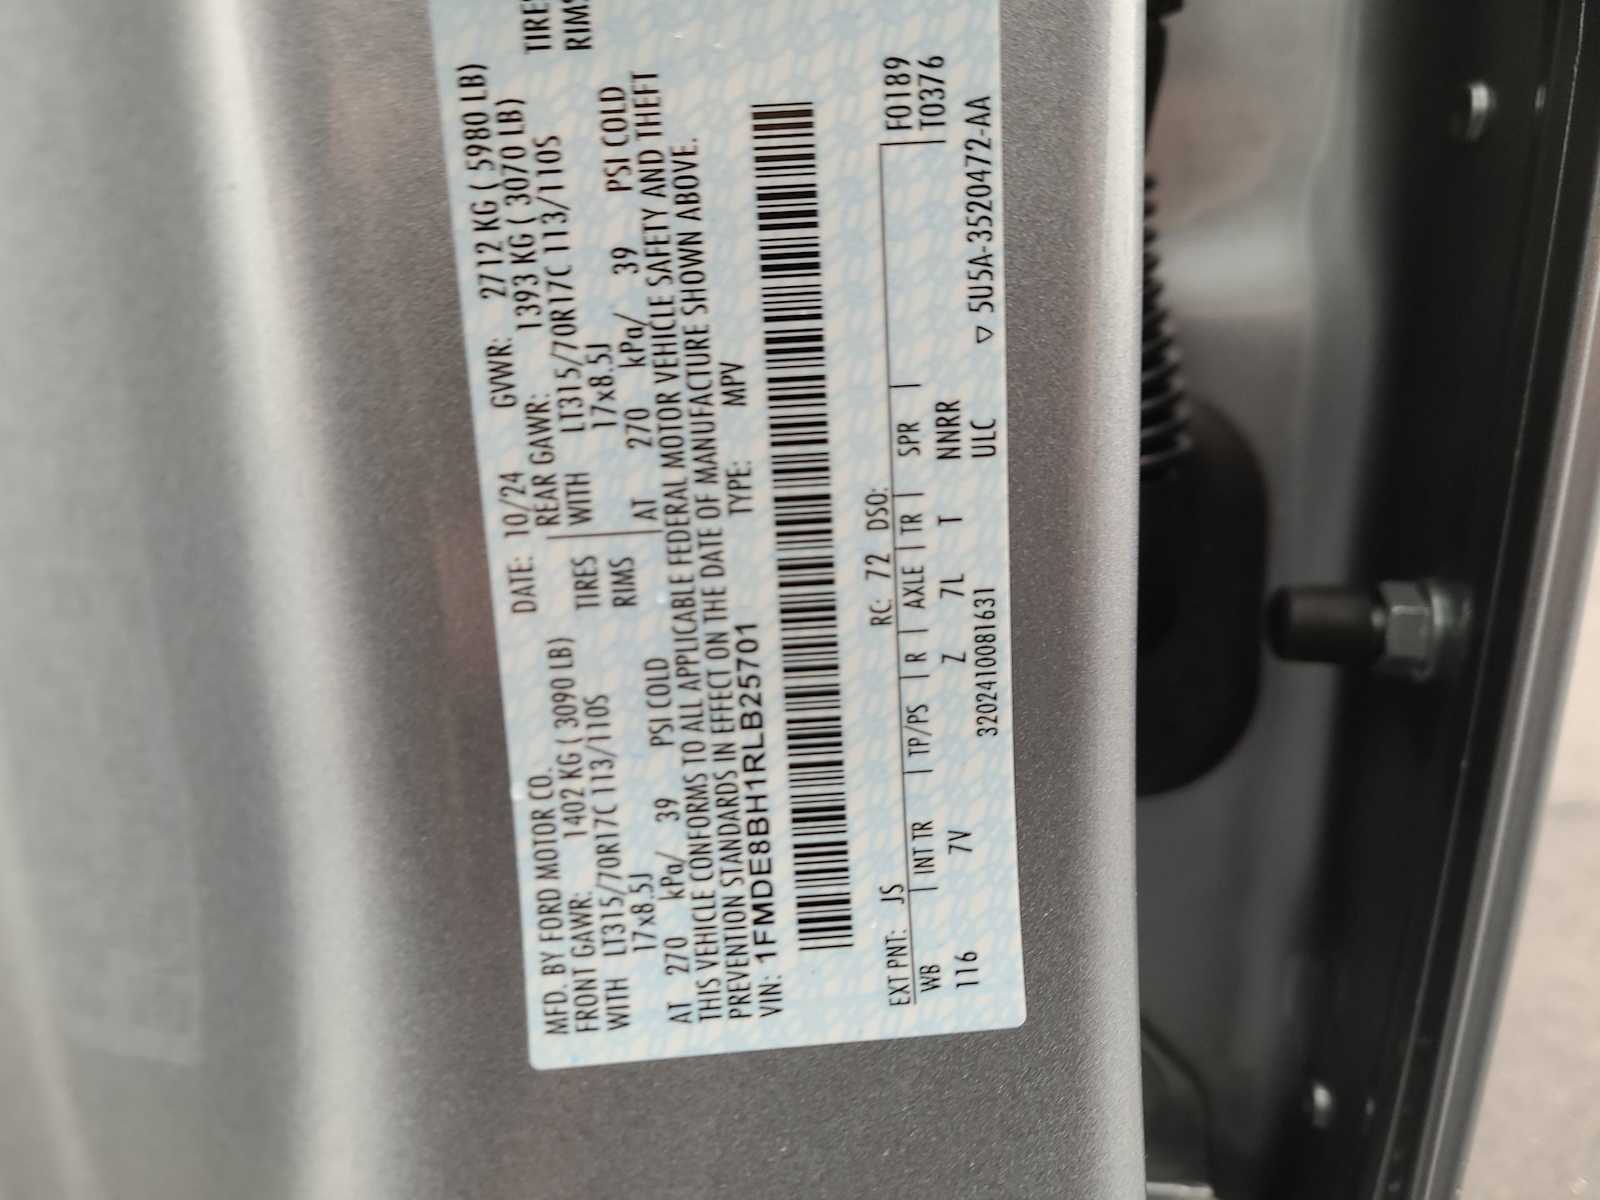 MFD. BY FORD MOTOR CO.
DATE: 10/24 GVWR: 2712 KG ( 5980 LB)
FRONT GAWR: 1402 KG ( 3090 LB) REAR GAWR: 1393 KG ( 3070 LB)
WITH LT315/70R17C 113/110S TIRES WITH LT315/70R17C 113/110S TIRES
17x8.5J RIMS 17x8.5J RIMS
AT 270 kPa/ 39 PSI COLD AT 270 kPa/ 39 PSI COLD
THIS VEHICLE CONFORMS TO ALL APPLICABLE FEDERAL MOTOR VEHICLE SAFETY AND THEFT
PREVENTION STANDARDS IN EFFECT ON THE DATE OF MANUFACTURE SHOWN ABOVE.
VIN: 1FMDE8BH1RLB25701 TYPE: MPV
EXT PNT: JS RC: 72 DSO: F0189
WB INT TR TP/PS R AXLE TR SPR T0376
116 7V Z 7L T NNRR
3202410081631 ULC ▽ 5U5A-3520472-AA